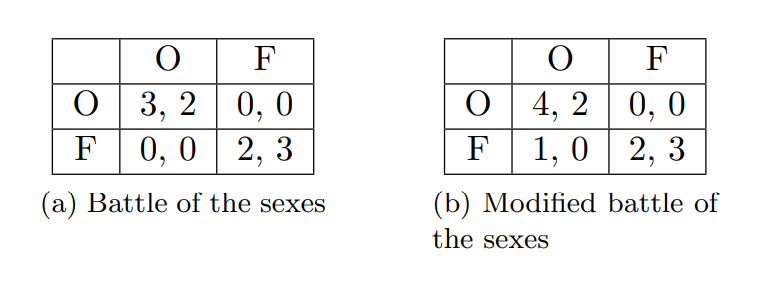 O F
O 3, 2 0, 0
F 0, 0 2, 3
(a) Battle of the sexes
O F
O 4, 2 0, 0
F 1, 0 2, 3
(b) Modified battle of
the sexes